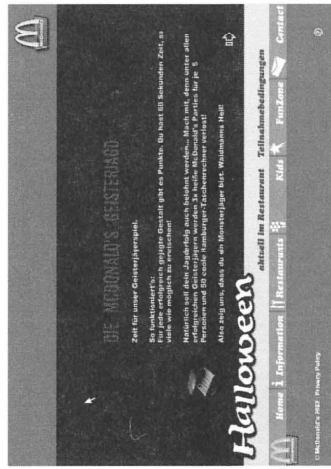 DIE MCDONALD'S GEISTERJAGD
Zeit für unser Geisterjägerspiel.
So funktioniert's:
Für jede erfolgreich gejagte Gestalt gibt es Punkte. Du hast 60 Sekunden Zeit, so
viele wie möglich zu erwischen!
Natürlich soll dein Jagderfolg auch belohnt werden... Mach mit, denn unter allen
erfolgreichen Geisterjägern werden 3x heiße McDonald's Parties für je 5
Personen und 50 coole Hamburger-Taschenrechner verlost!
Also zeig uns, dass du ein Monsterjäger bist. Waidmanns Heil!
Halloween
aktuell im Restaurant Teilnahmebedingungen
Home Information Restaurants Kids FunZone Contact
© McDonald's 2002 - Privacy Policy